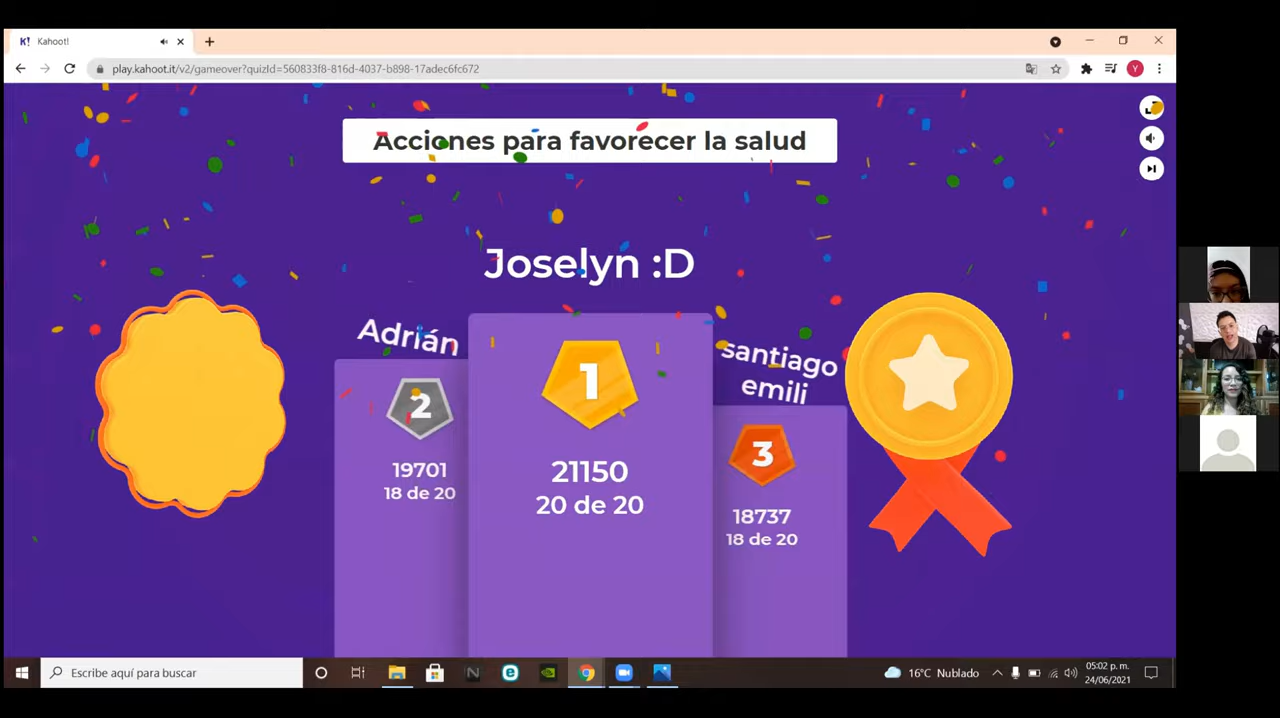 Kahoot!
play.kahoot.it/v2/gameover?quizId=560833f8-816d-4037-b898-17adec6fc672
Y
Acciones para favorecer la salud
Joselyn :D
Adrián
santiago
emili
1
2
3
21150
20 de 20
19701
18 de 20
18737
18 de 20
Escribe aquí para buscar
16°C Nublado
05:02 p. m.
24/06/2021